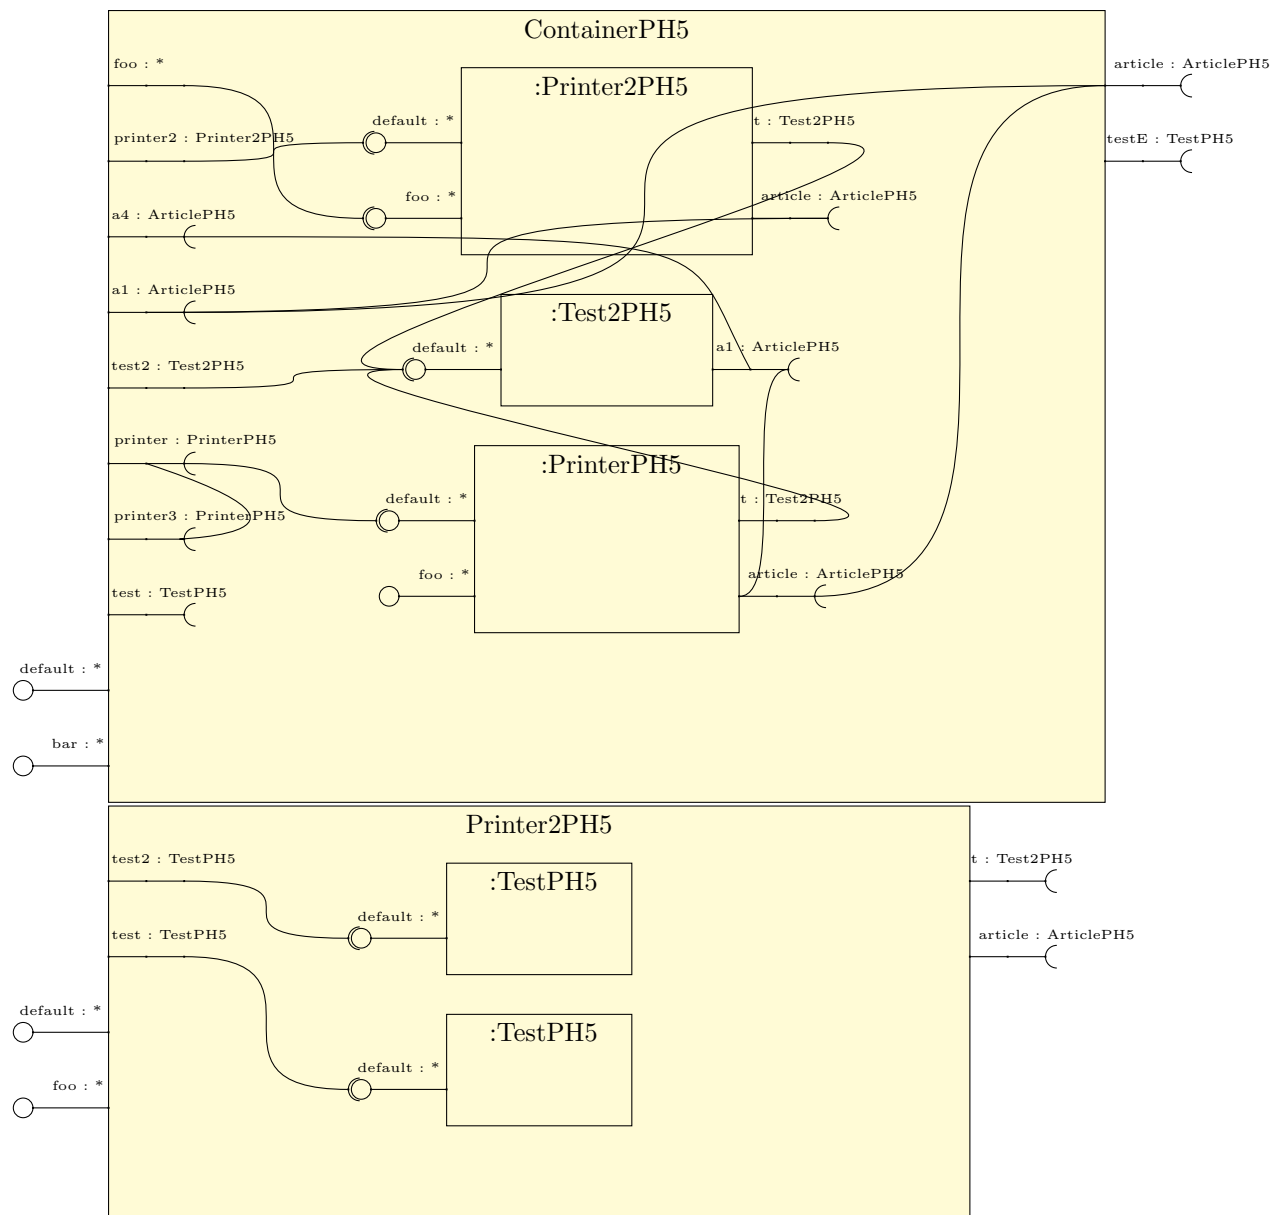 ContainerPH5
foo : *
article : ArticlePH5
:Printer2PH5
default : *
t : Test2PH5
printer2 : Printer2PH5
testE : TestPH5
foo : *
article : ArticlePH5
a4 : ArticlePH5
a1 : ArticlePH5
:Test2PH5
default : *
a1 : ArticlePH5
test2 : Test2PH5
printer : PrinterPH5
:PrinterPH5
default : *
t : Test2PH5
printer3 : PrinterPH5
foo : *
article : ArticlePH5
test : TestPH5
default : *
bar : *
Printer2PH5
test2 : TestPH5
t : Test2PH5
:TestPH5
default : *
test : TestPH5
article : ArticlePH5
default : *
:TestPH5
default : *
foo : *